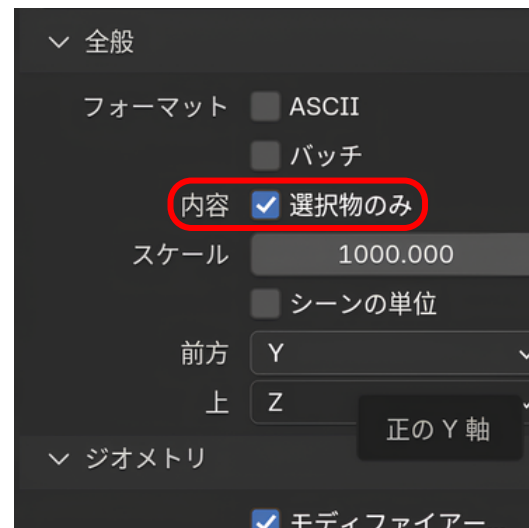 全般
フォーマット ASCII
バッチ
内容 選択物のみ
スケール 1000.000
シーンの単位
前方 Y
上 Z
正の Y 軸
ジオメトリ
モディファイアー